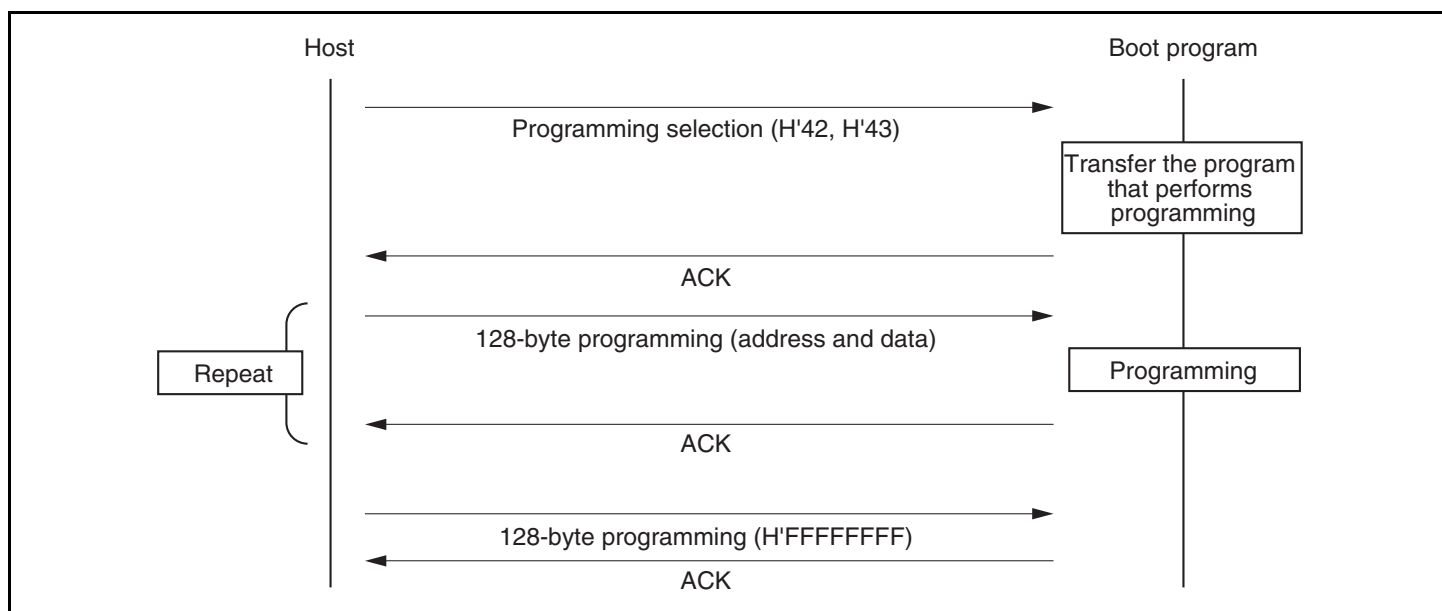 Host
Boot program
Programming selection (H'42, H'43)
Transfer the program
that performs
programming
ACK
128-byte programming (address and data)
Repeat
Programming
ACK
128-byte programming (H'FFFFFFFF)
ACK